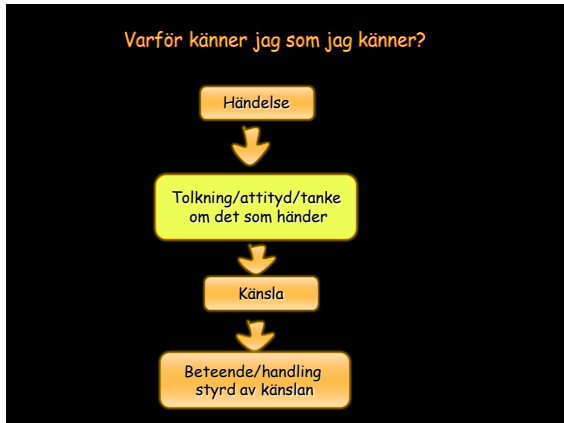 Varför känner jag som jag känner?
Händelse
Tolkning/attityd/tanke
om det som händer
Känsla
Beteende/handling
styrd av känslan